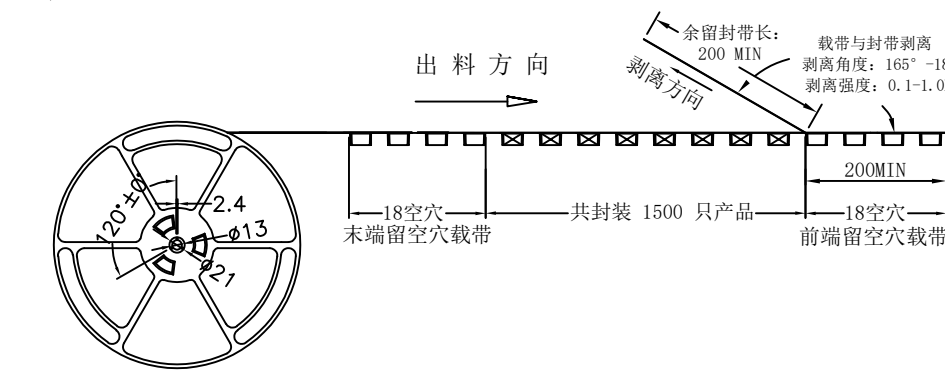 余留封带长:
200 MIN
载带与封带剥离
剥离角度: 165°-18
剥离强度: 0.1-1.0
剥离方向
出料方向
200MIN
18空穴
共封装 1500 只产品
18空穴
末端留空穴载带
前端留空穴载带
120°±0°
2.4
ø13
ø21